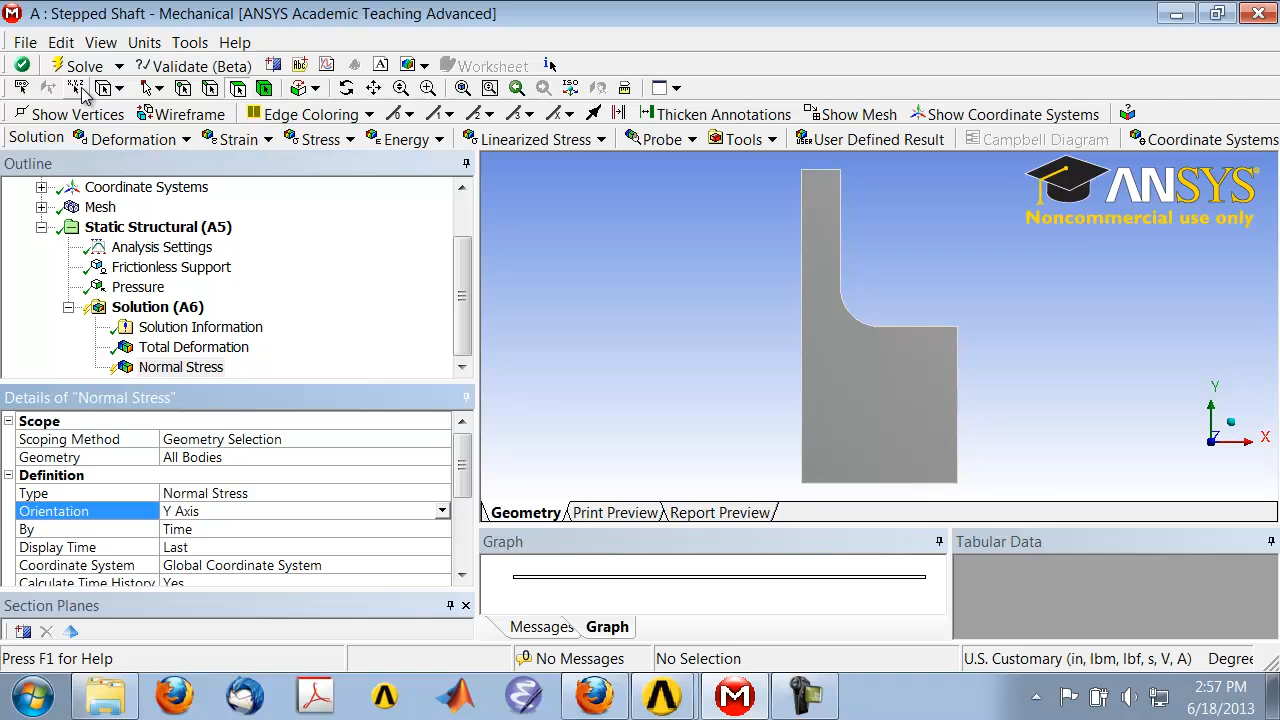 A : Stepped Shaft - Mechanical [ANSYS Academic Teaching Advanced]
File Edit View Units Tools Help
Solve ?√ Validate (Beta) A Worksheet i
Show Vertices Wireframe Edge Coloring Thicken Annotations Show Mesh Show Coordinate Systems
Solution Deformation Strain Stress Energy Linearized Stress Probe Tools User Defined Result Campbell Diagram Coordinate Systems
Outline
Coordinate Systems
Mesh
Static Structural (A5)
Analysis Settings
Frictionless Support
Pressure
Solution (A6)
Solution Information
Total Deformation
Normal Stress
Details of "Normal Stress"
Scope
Scoping Method Geometry Selection
Geometry All Bodies
Definition
Type Normal Stress
Orientation Y Axis
By Time
Display Time Last
Coordinate System Global Coordinate System
Calculate Time History Yes
Section Planes
ANSYS
Noncommercial use only
Y
Z
X
Geometry Print Preview Report Preview
Graph
Tabular Data
Messages Graph
Press F1 for Help 0 No Messages No Selection U.S. Customary (in, lbm, lbf, s, V, A) Degree
2:57 PM
6/18/2013